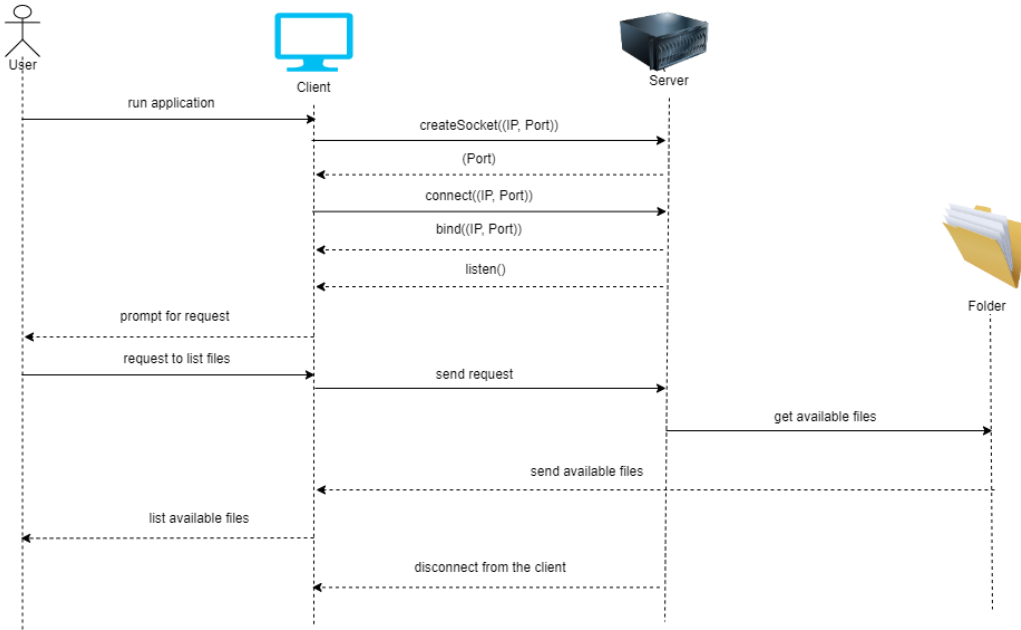 User
Client
Server
run application
createSocket((IP, Port))
(Port)
connect((IP, Port))
bind((IP, Port))
listen()
Folder
prompt for request
request to list files
send request
get available files
send available files
list available files
disconnect from the client